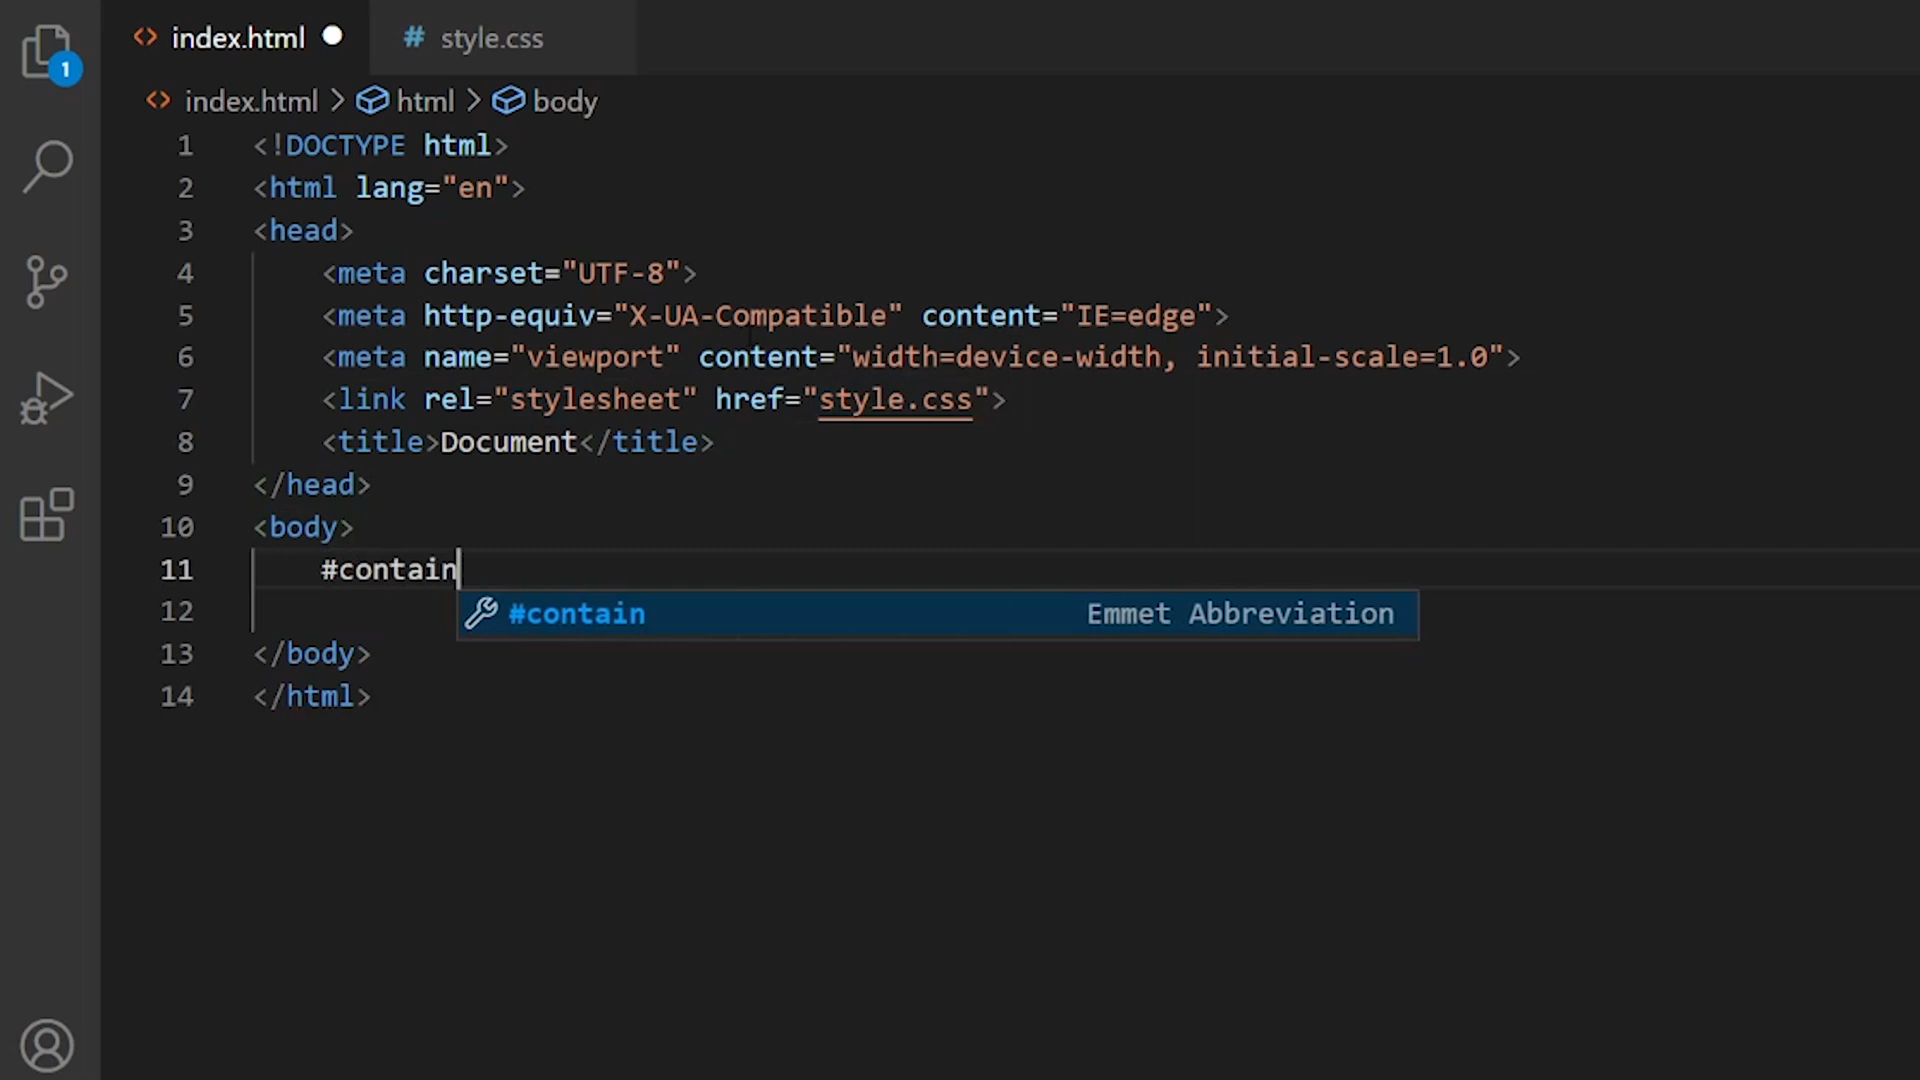 index.html # style.css
1
index.html > html > body
1 <!DOCTYPE html>
2 <html lang="en">
3 <head>
4 <meta charset="UTF-8">
5 <meta http-equiv="X-UA-Compatible" content="IE=edge">
6 <meta name="viewport" content="width=device-width, initial-scale=1.0">
7 <link rel="stylesheet" href="style.css">
8 <title>Document</title>
9 </head>
10 <body>
11 #contain
12 #contain Emmet Abbreviation
13 </body>
14 </html>